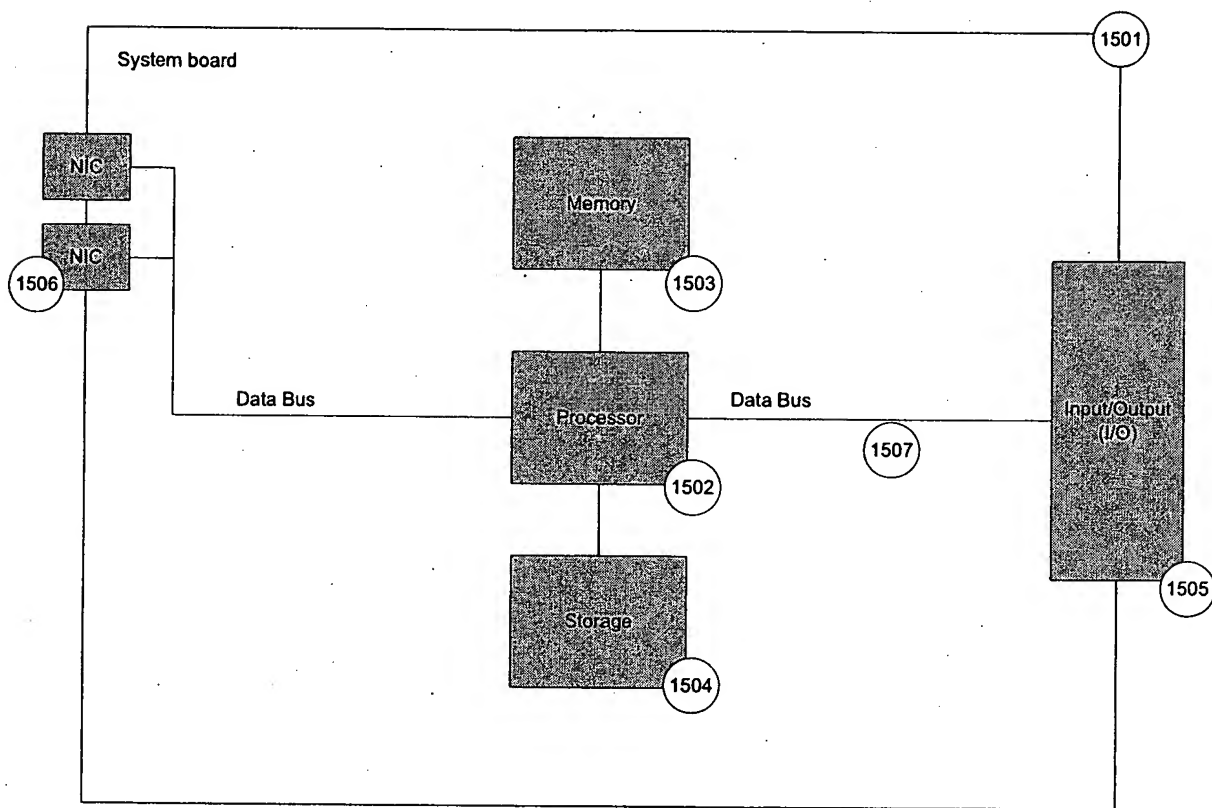 1501
System board
NIC
Memory
NIC
1506
1503
Data Bus
Processor
Data Bus
Input/Output
(I/O)
1507
1502
1505
Storage
1504